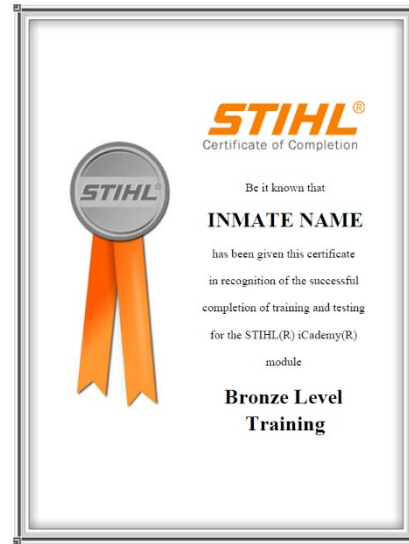 STIHL®
Certificate of Completion
STIHL®
Be it known that
INMATE NAME
has been given this certificate
in recognition of the successful
completion of training and testing
for the STIHL(R) iCademy(R)
module
Bronze Level
Training